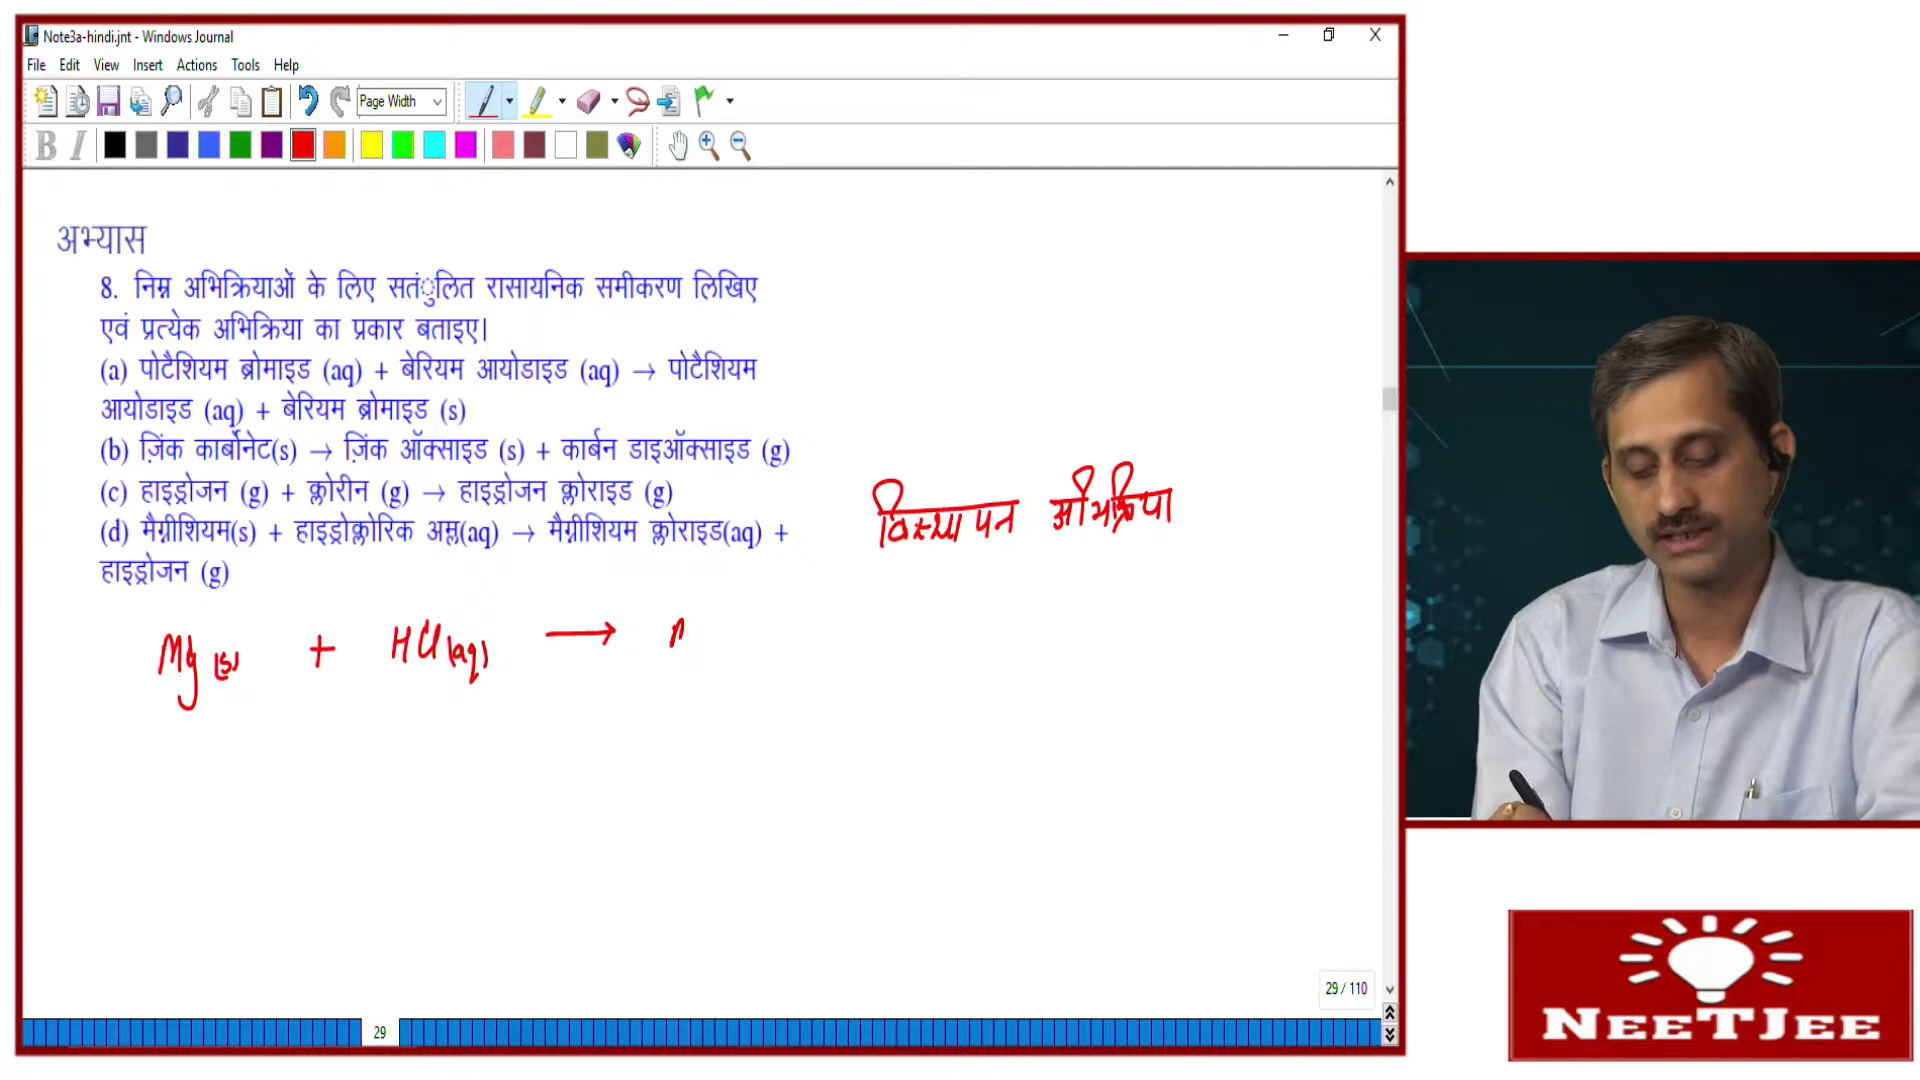 Note3a-hindi.jnt - Windows Journal
File Edit View Insert Actions Tools Help
Page Width
B I
अभ्यास
8. निम्न अभिक्रियाओं के लिए सतंुलित रासायनिक समीकरण लिखिए
एवं प्रत्येक अभिक्रिया का प्रकार बताइए।
(a) पोटैशियम ब्रोमाइड (aq) + बेरियम आयोडाइड (aq) → पोटैशियम
आयोडाइड (aq) + बेरियम ब्रोमाइड (s)
(b) ज़िंक कार्बोनेट(s) → ज़िंक ऑक्साइड (s) + कार्बन डाइऑक्साइड (g)
(c) हाइड्रोजन (g) + क्लोरीन (g) → हाइड्रोजन क्लोराइड (g)
(d) मैग्नीशियम(s) + हाइड्रोक्लोरिक अम्ल(aq) → मैग्नीशियम क्लोराइड(aq) +
हाइड्रोजन (g)
विस्थापन अभिक्रिया
Mg (s) + HCl (aq) →
29 / 110
29
NEETJEE